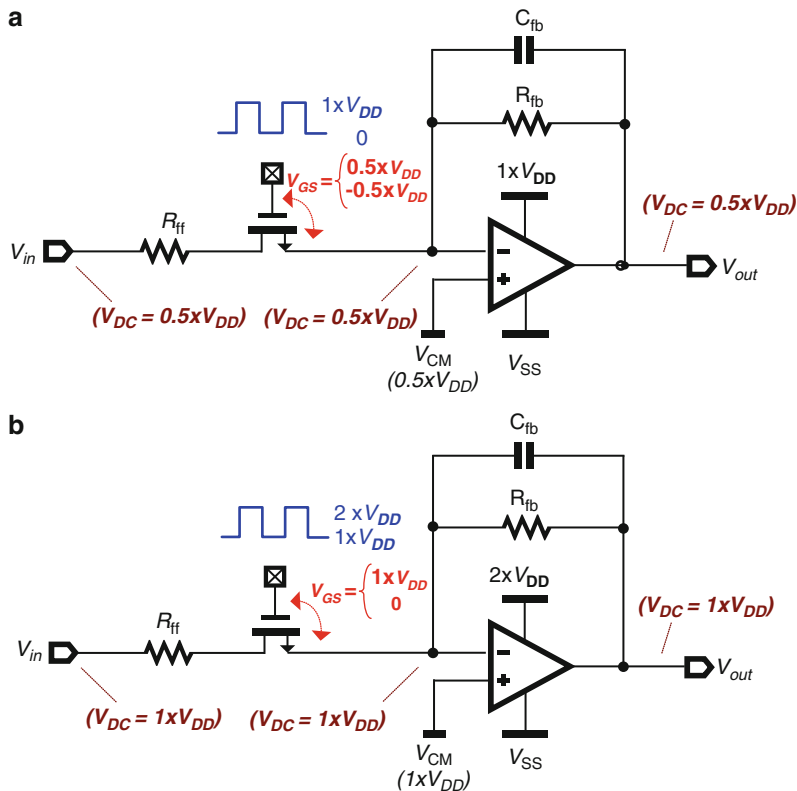 a
C_fb
R_fb
1xV_DD
0
V_GS = { 0.5xV_DD
-0.5xV_DD
1xV_DD
(V_DC = 0.5xV_DD)
R_ff
V_in
V_out
(V_DC = 0.5xV_DD)
(V_DC = 0.5xV_DD)
V_CM
(0.5xV_DD)
V_SS
b
C_fb
R_fb
2 xV_DD
1xV_DD
V_GS = { 1xV_DD
0
2xV_DD
(V_DC = 1xV_DD)
R_ff
V_in
V_out
(V_DC = 1xV_DD)
(V_DC = 1xV_DD)
V_CM
(1xV_DD)
V_SS